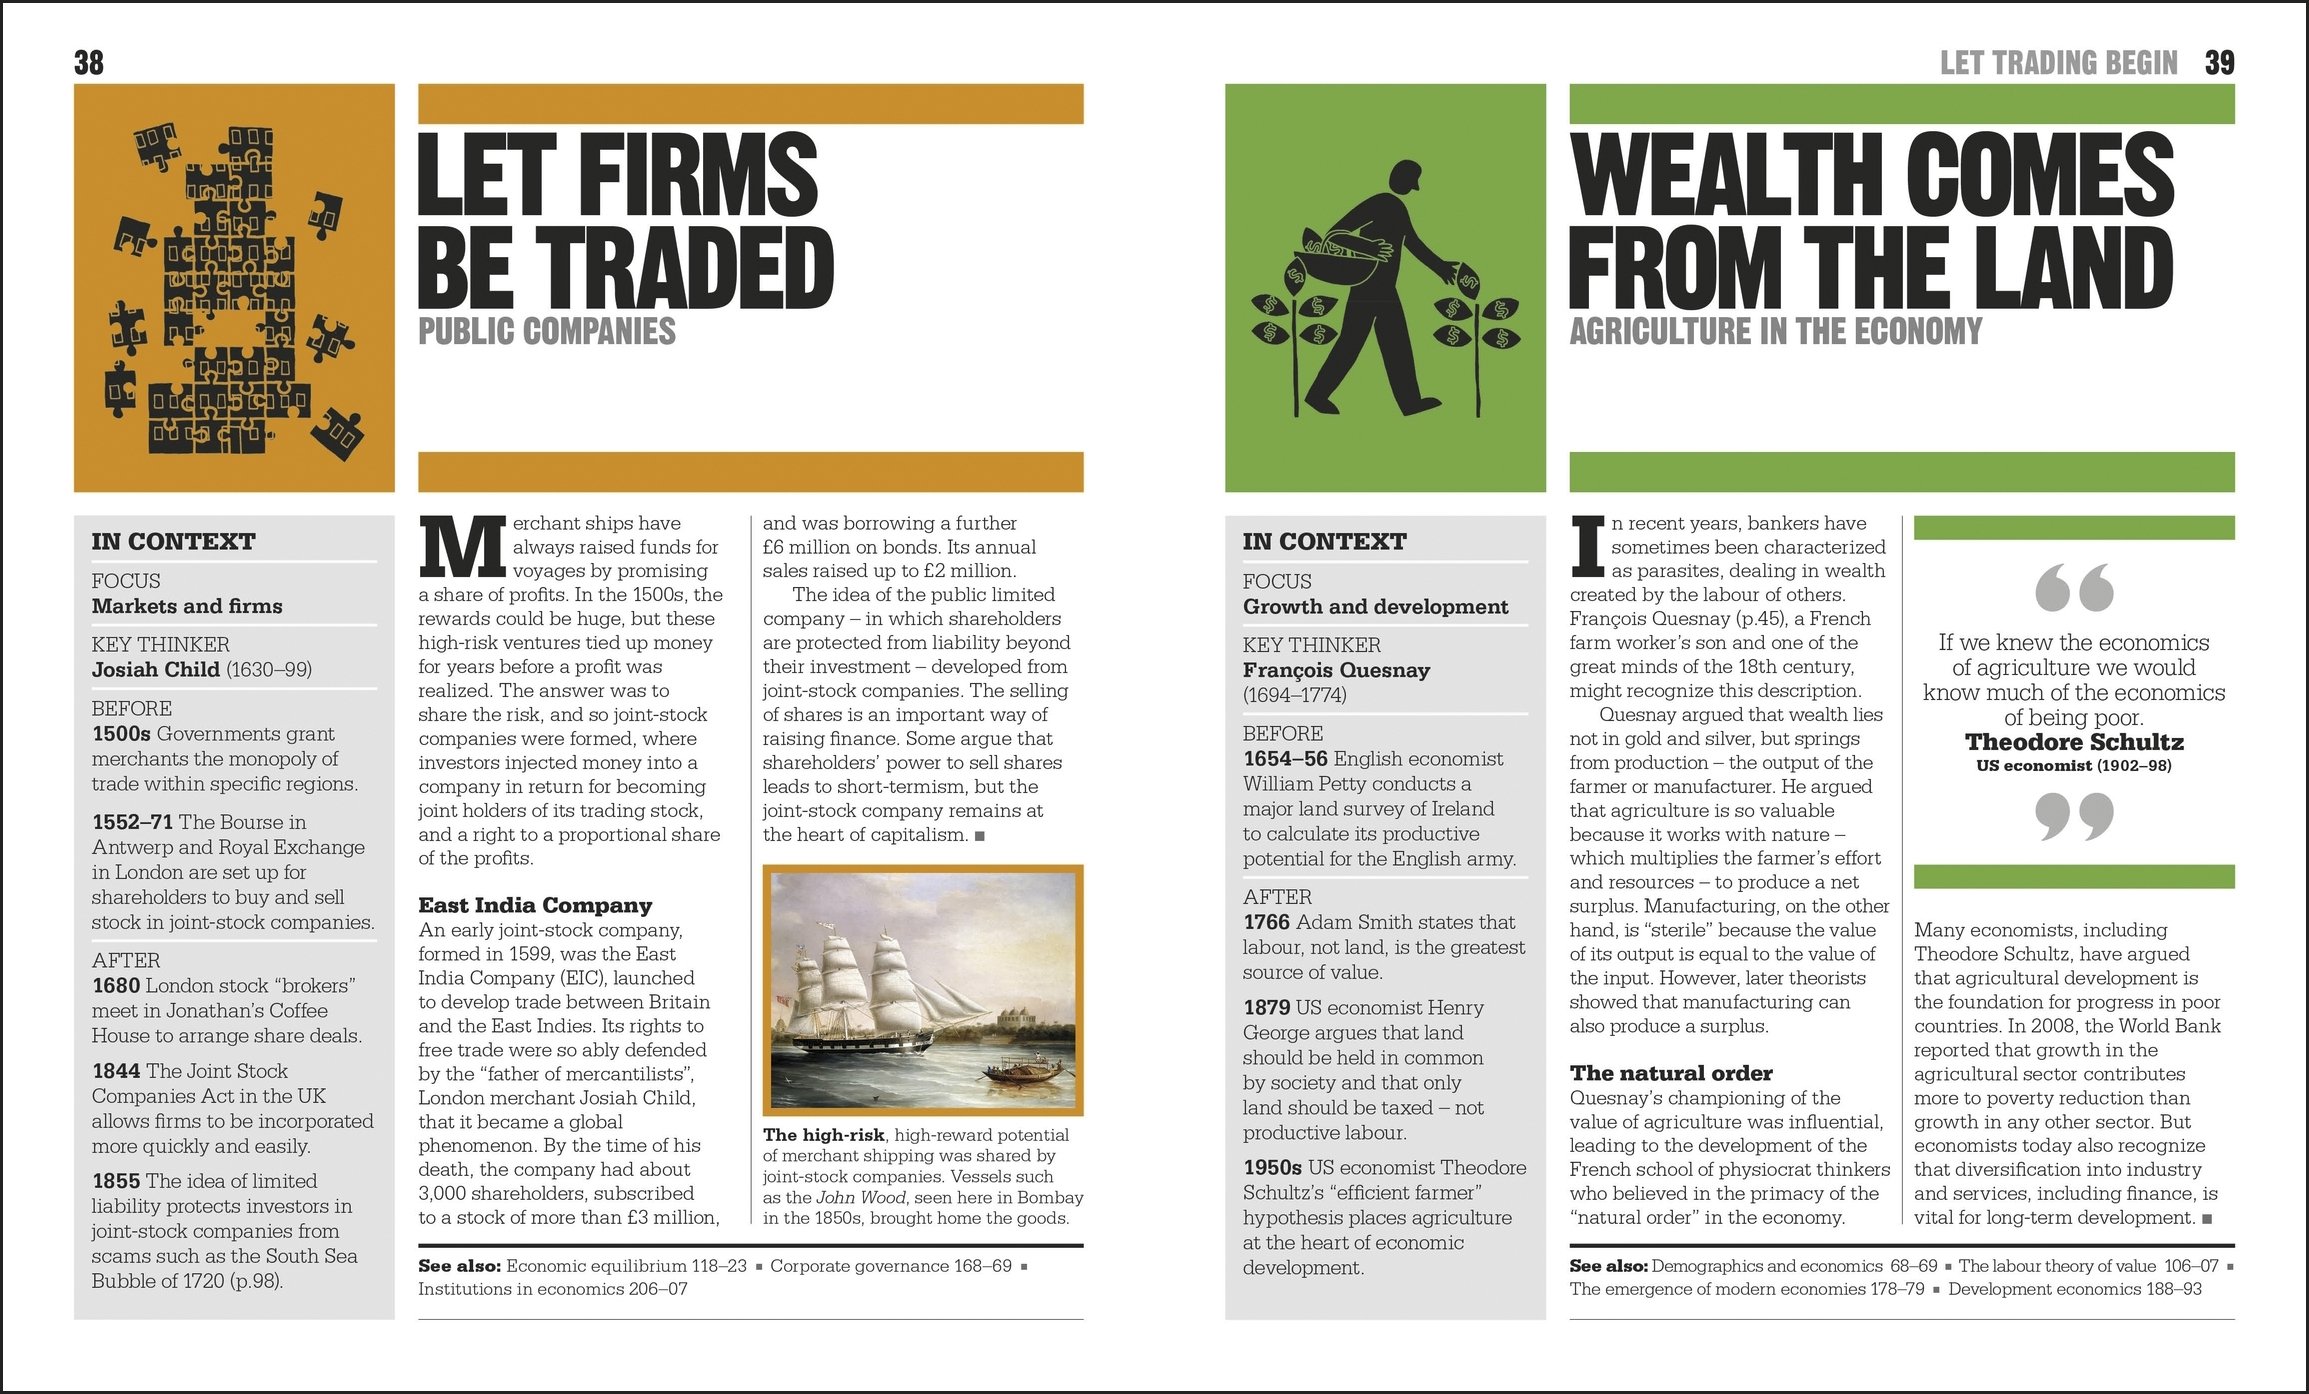 38
LET FIRMS
BE TRADED
PUBLIC COMPANIES
IN CONTEXT
FOCUS
Markets and firms
KEY THINKER
Josiah Child (1630–99)
BEFORE
1500s Governments grant
merchants the monopoly of
trade within specific regions.
1552–71 The Bourse in
Antwerp and Royal Exchange
in London are set up for
shareholders to buy and sell
stock in joint-stock companies.
AFTER
1680 London stock “brokers”
meet in Jonathan’s Coffee
House to arrange share deals.
1844 The Joint Stock
Companies Act in the UK
allows firms to be incorporated
more quickly and easily.
1855 The idea of limited
liability protects investors in
joint-stock companies from
scams such as the South Sea
Bubble of 1720 (p.98).
Merchant ships have
always raised funds for
voyages by promising
a share of profits. In the 1500s, the
rewards could be huge, but these
high-risk ventures tied up money
for years before a profit was
realized. The answer was to
share the risk, and so joint-stock
companies were formed, where
investors injected money into a
company in return for becoming
joint holders of its trading stock,
and a right to a proportional share
of the profits.
East India Company
An early joint-stock company,
formed in 1599, was the East
India Company (EIC), launched
to develop trade between Britain
and the East Indies. Its rights to
free trade were so ably defended
by the “father of mercantilists”,
London merchant Josiah Child,
that it became a global
phenomenon. By the time of his
death, the company had about
3,000 shareholders, subscribed
to a stock of more than £3 million,
and was borrowing a further
£6 million on bonds. Its annual
sales raised up to £2 million.
The idea of the public limited
company – in which shareholders
are protected from liability beyond
their investment – developed from
joint-stock companies. The selling
of shares is an important way of
raising finance. Some argue that
shareholders’ power to sell shares
leads to short-termism, but the
joint-stock company remains at
the heart of capitalism. ■
The high-risk, high-reward potential
of merchant shipping was shared by
joint-stock companies. Vessels such
as the John Wood, seen here in Bombay
in the 1850s, brought home the goods.
See also: Economic equilibrium 118–23 ■ Corporate governance 168–69 ■
Institutions in economics 206–07
LET TRADING BEGIN 39
WEALTH COMES
FROM THE LAND
AGRICULTURE IN THE ECONOMY
IN CONTEXT
FOCUS
Growth and development
KEY THINKER
François Quesnay
(1694–1774)
BEFORE
1654–56 English economist
William Petty conducts a
major land survey of Ireland
to calculate its productive
potential for the English army.
AFTER
1766 Adam Smith states that
labour, not land, is the greatest
source of value.
1879 US economist Henry
George argues that land
should be held in common
by society and that only
land should be taxed – not
productive labour.
1950s US economist Theodore
Schultz’s “efficient farmer”
hypothesis places agriculture
at the heart of economic
development.
In recent years, bankers have
sometimes been characterized
as parasites, dealing in wealth
created by the labour of others.
François Quesnay (p.45), a French
farm worker’s son and one of the
great minds of the 18th century,
might recognize this description.
Quesnay argued that wealth lies
not in gold and silver, but springs
from production – the output of the
farmer or manufacturer. He argued
that agriculture is so valuable
because it works with nature –
which multiplies the farmer’s effort
and resources – to produce a net
surplus. Manufacturing, on the other
hand, is “sterile” because the value
of its output is equal to the value of
the input. However, later theorists
showed that manufacturing can
also produce a surplus.
The natural order
Quesnay’s championing of the
value of agriculture was influential,
leading to the development of the
French school of physiocrat thinkers
who believed in the primacy of the
“natural order” in the economy.
“
If we knew the economics
of agriculture we would
know much of the economics
of being poor.
Theodore Schultz
US economist (1902–98)
”
Many economists, including
Theodore Schultz, have argued
that agricultural development is
the foundation for progress in poor
countries. In 2008, the World Bank
reported that growth in the
agricultural sector contributes
more to poverty reduction than
growth in any other sector. But
economists today also recognize
that diversification into industry
and services, including finance, is
vital for long-term development. ■
See also: Demographics and economics 68–69 ■ The labour theory of value 106–07 ■
The emergence of modern economies 178–79 ■ Development economics 188–93